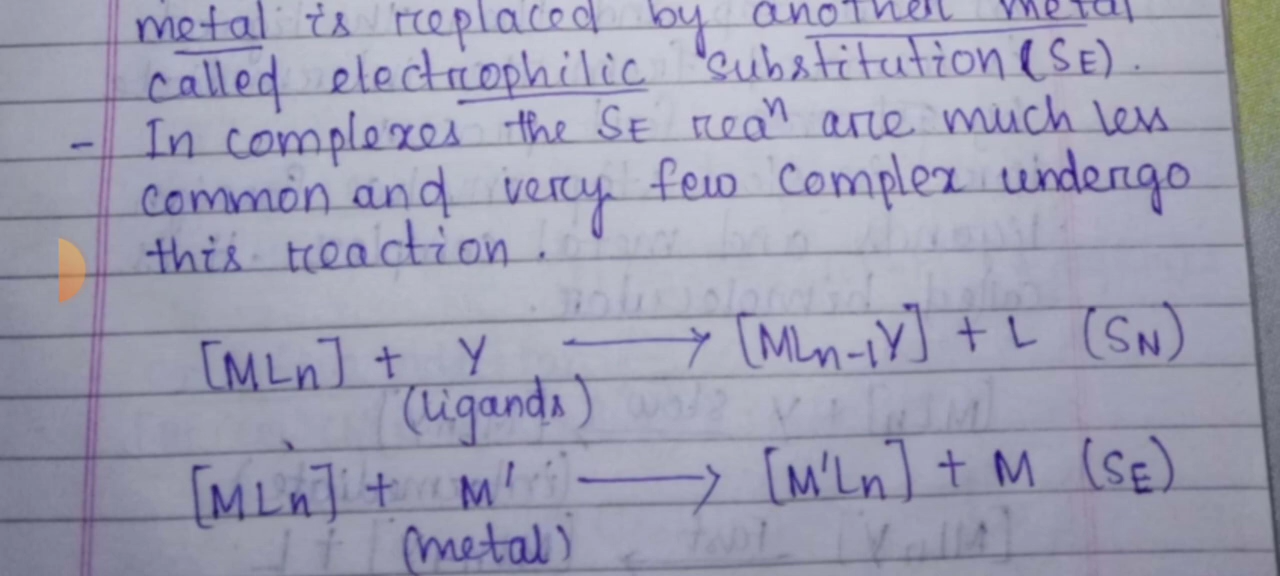 metal is replaced by another metal
called electrophilic substitution (SE).
- In complexes the SE reaⁿ are much less
common and very few complex undergo
this reaction.
[MLn] + Y ⟶ [MLn-1Y] + L (SN)
(ligands)
[MLn] + M' ⟶ [M'Ln] + M (SE)
(metal)